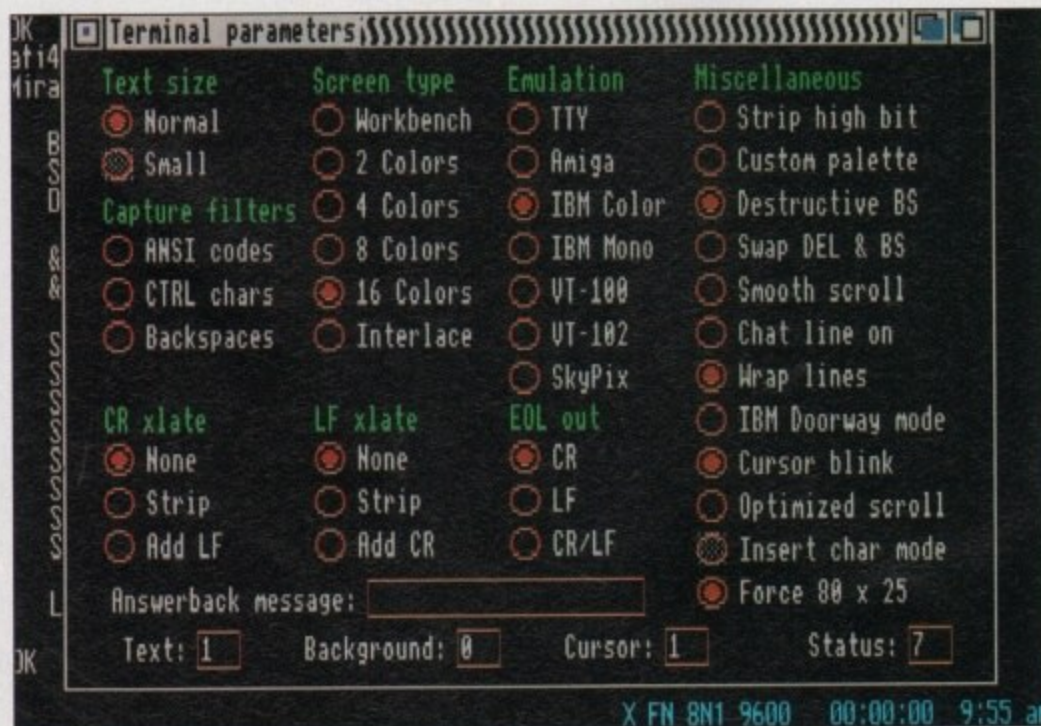 Terminal parameters
Text size
Normal
Small
Capture filters
ANSI codes
CTRL chars
Backspaces
Screen type
Workbench
2 Colors
4 Colors
8 Colors
16 Colors
Interlace
Emulation
TTY
Amiga
IBM Color
IBM Mono
VT-100
VT-102
SkyPix
Miscellaneous
Strip high bit
Custom palette
Destructive BS
Swap DEL & BS
Smooth scroll
Chat line on
Wrap lines
IBM Doorway mode
Cursor blink
Optimized scroll
Insert char mode
Force 80 x 25
CR xlate
None
Strip
Add LF
LF xlate
None
Strip
Add CR
EOL out
CR
LF
CR/LF
Answerback message:
Text: 1 Background: 0 Cursor: 1 Status: 7
X FN 8N1 9600 00:00:00 9:55 am